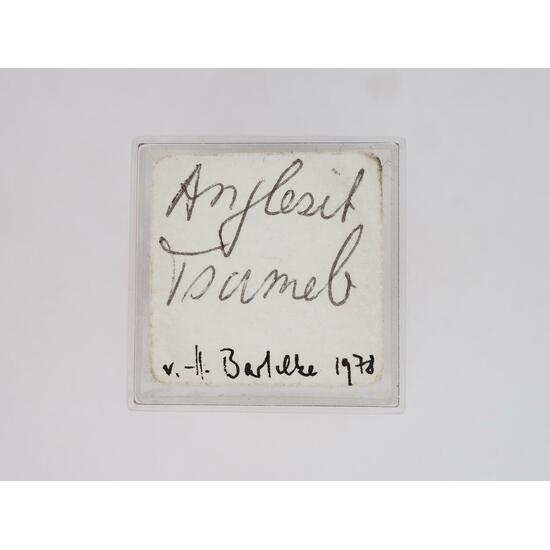 Anglesit
Tsumeb
v. H. Bartelke 1978